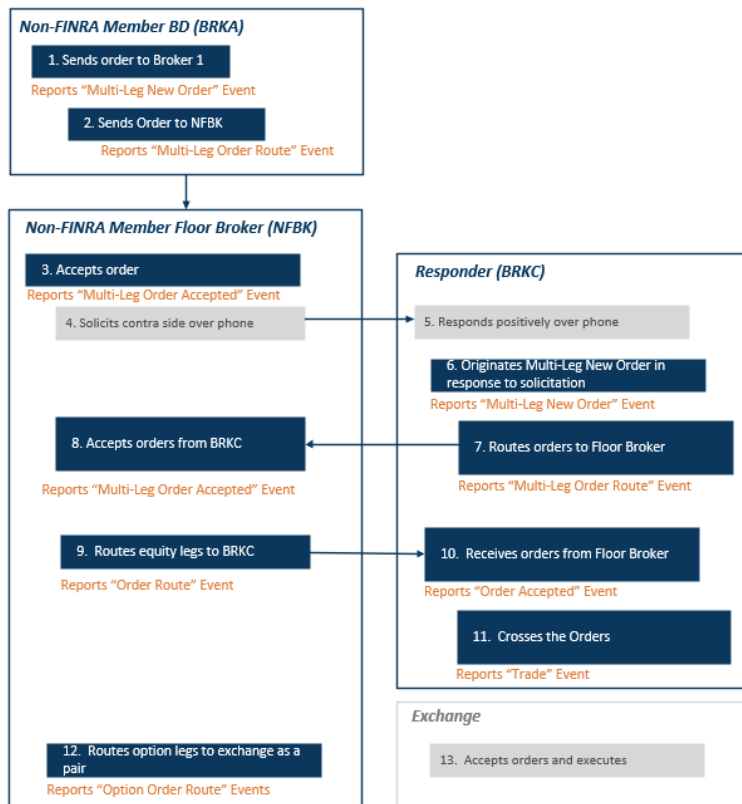 Non-FINRA Member BD (BRKA)
1. Sends order to Broker 1
Reports “Multi-Leg New Order” Event
2. Sends Order to NFBK
Reports “Multi-Leg Order Route” Event
Non-FINRA Member Floor Broker (NFBK)
3. Accepts order
Reports “Multi-Leg Order Accepted” Event
4. Solicits contra side over phone
Responder (BRKC)
5. Responds positively over phone
6. Originates Multi-Leg New Order in
response to solicitation
Reports “Multi-Leg New Order” Event
7. Routes orders to Floor Broker
Reports “Multi-Leg Order Route” Event
8. Accepts orders from BRKC
Reports “Multi-Leg Order Accepted” Event
9. Routes equity legs to BRKC
Reports “Order Route” Event
10. Receives orders from Floor Broker
Reports “Order Accepted” Event
11. Crosses the Orders
Reports “Trade” Event
12. Routes option legs to exchange as a
pair
Reports “Option Order Route” Events
Exchange
13. Accepts orders and executes